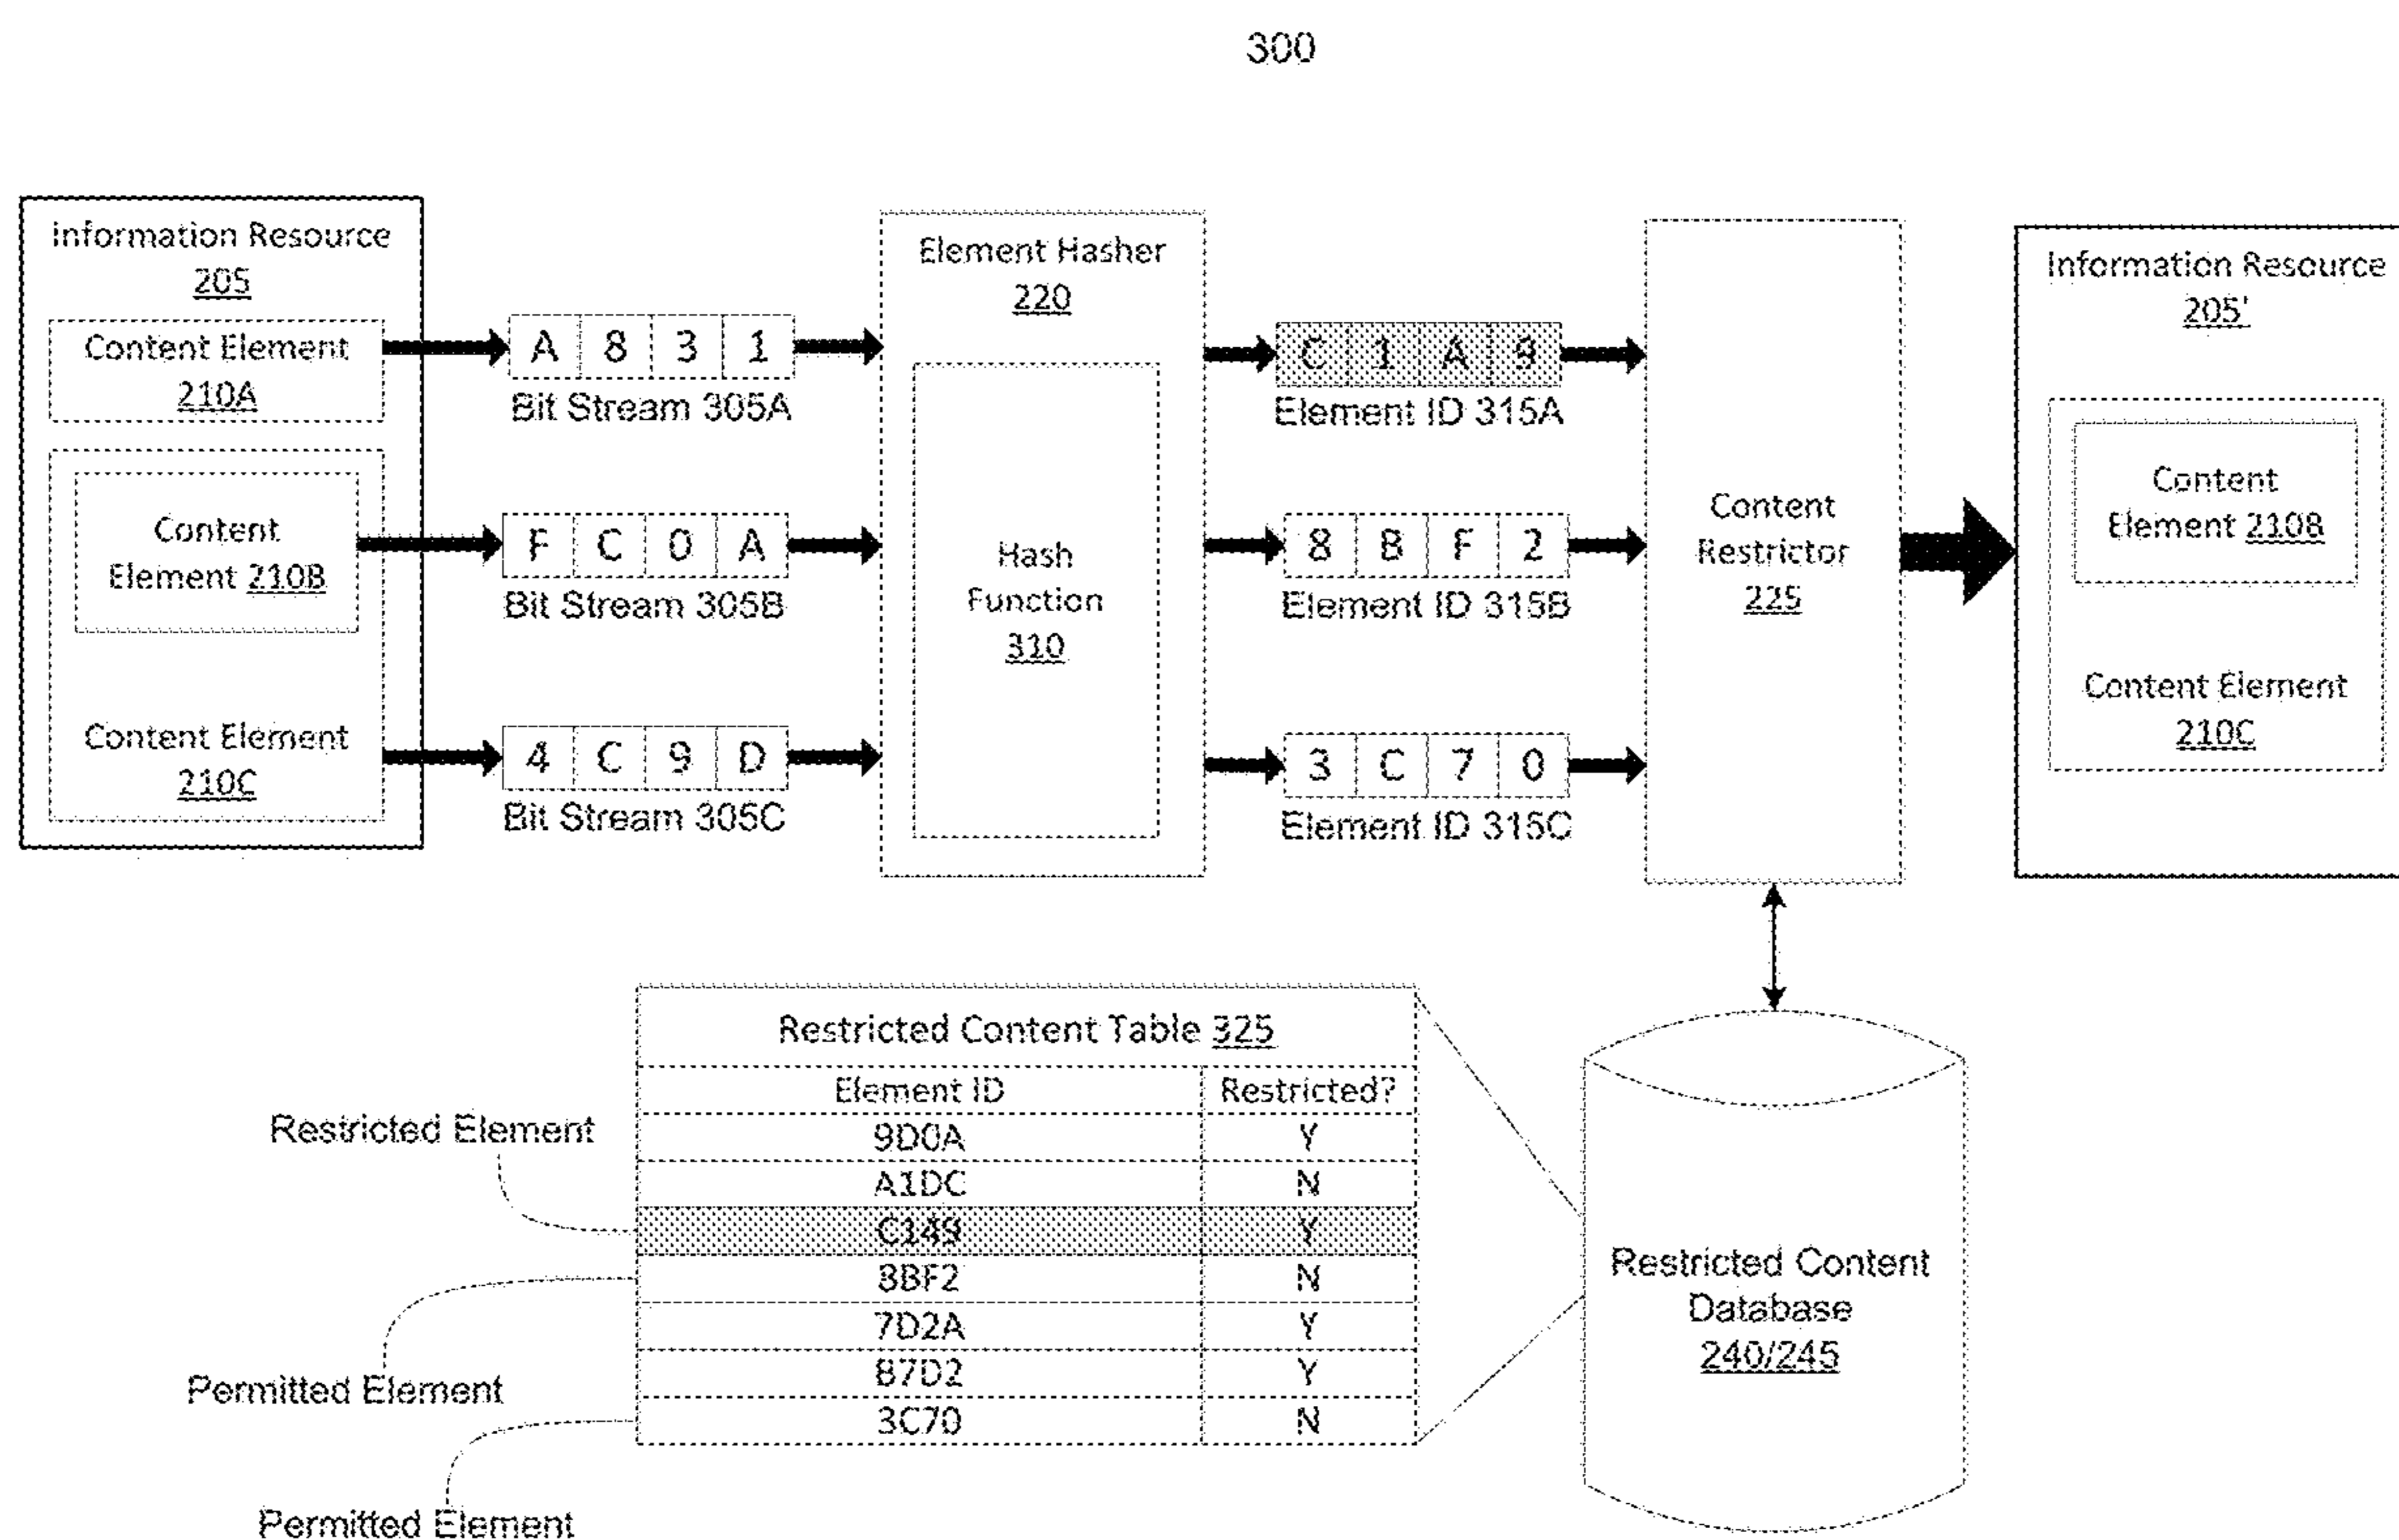 300
Information Resource
205
Content Element
210A
Content
Element 210B
Content Element
210C
A 8 3 1
Bit Stream 305A
F C 0 A
Bit Stream 305B
4 C 9 D
Bit Stream 305C
Element Hasher
220
Hash
Function
310
C 1 A 9
Element ID 315A
8 B F 2
Element ID 315B
3 C 7 0
Element ID 315C
Content
Restrictor
225
Information Resource
205'
Content
Element 210B
Content Element
210C
Restricted Content Table 325
Element ID Restricted?
9D0A Y
A1DC N
C149 Y
8BF2 N
7D2A Y
B7D2 Y
3C70 N
Restricted Element
Permitted Element
Permitted Element
Restricted Content
Database
240/245